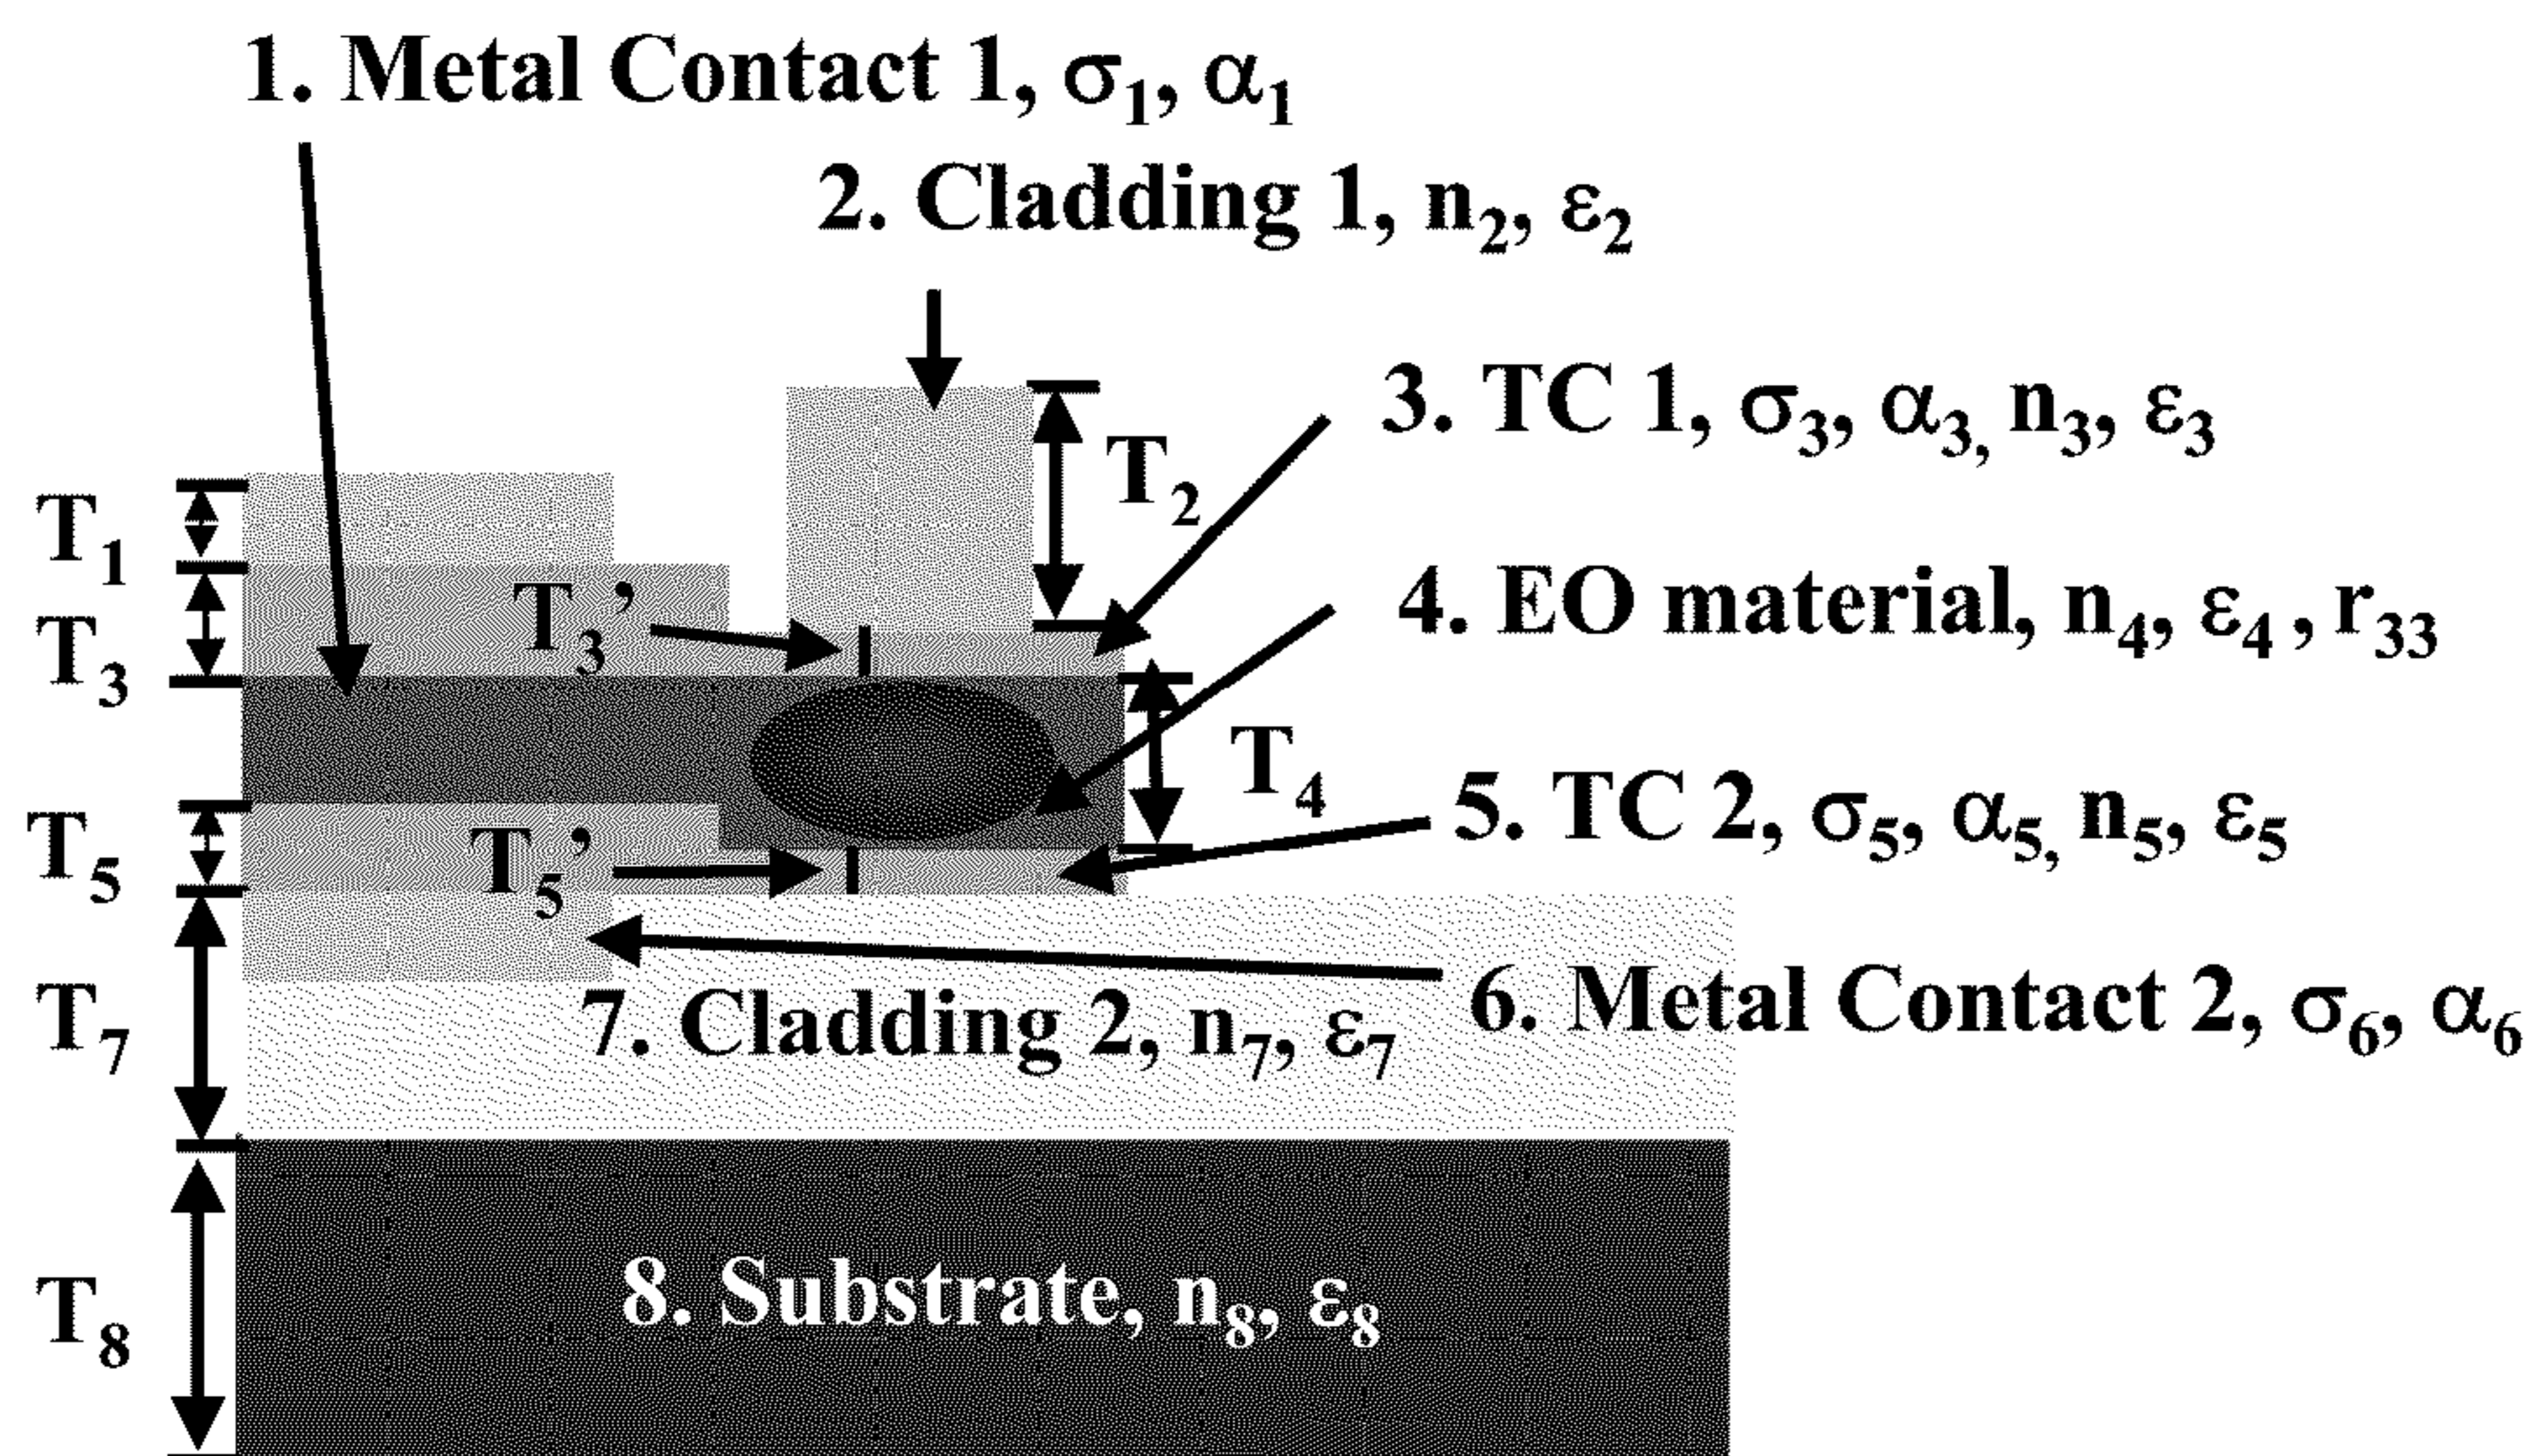 1. Metal Contact 1, σ₁, α₁
2. Cladding 1, n₂, ε₂
3. TC 1, σ₃, α₃, n₃, ε₃
T₂
T₁
4. EO material, n₄, ε₄ , r₃₃
T₃’
T₃
T₄
5. TC 2, σ₅, α₅, n₅, ε₅
T₅
T₅’
6. Metal Contact 2, σ₆, α₆
7. Cladding 2, n₇, ε₇
T₇
8. Substrate, n₈, ε₈
T₈